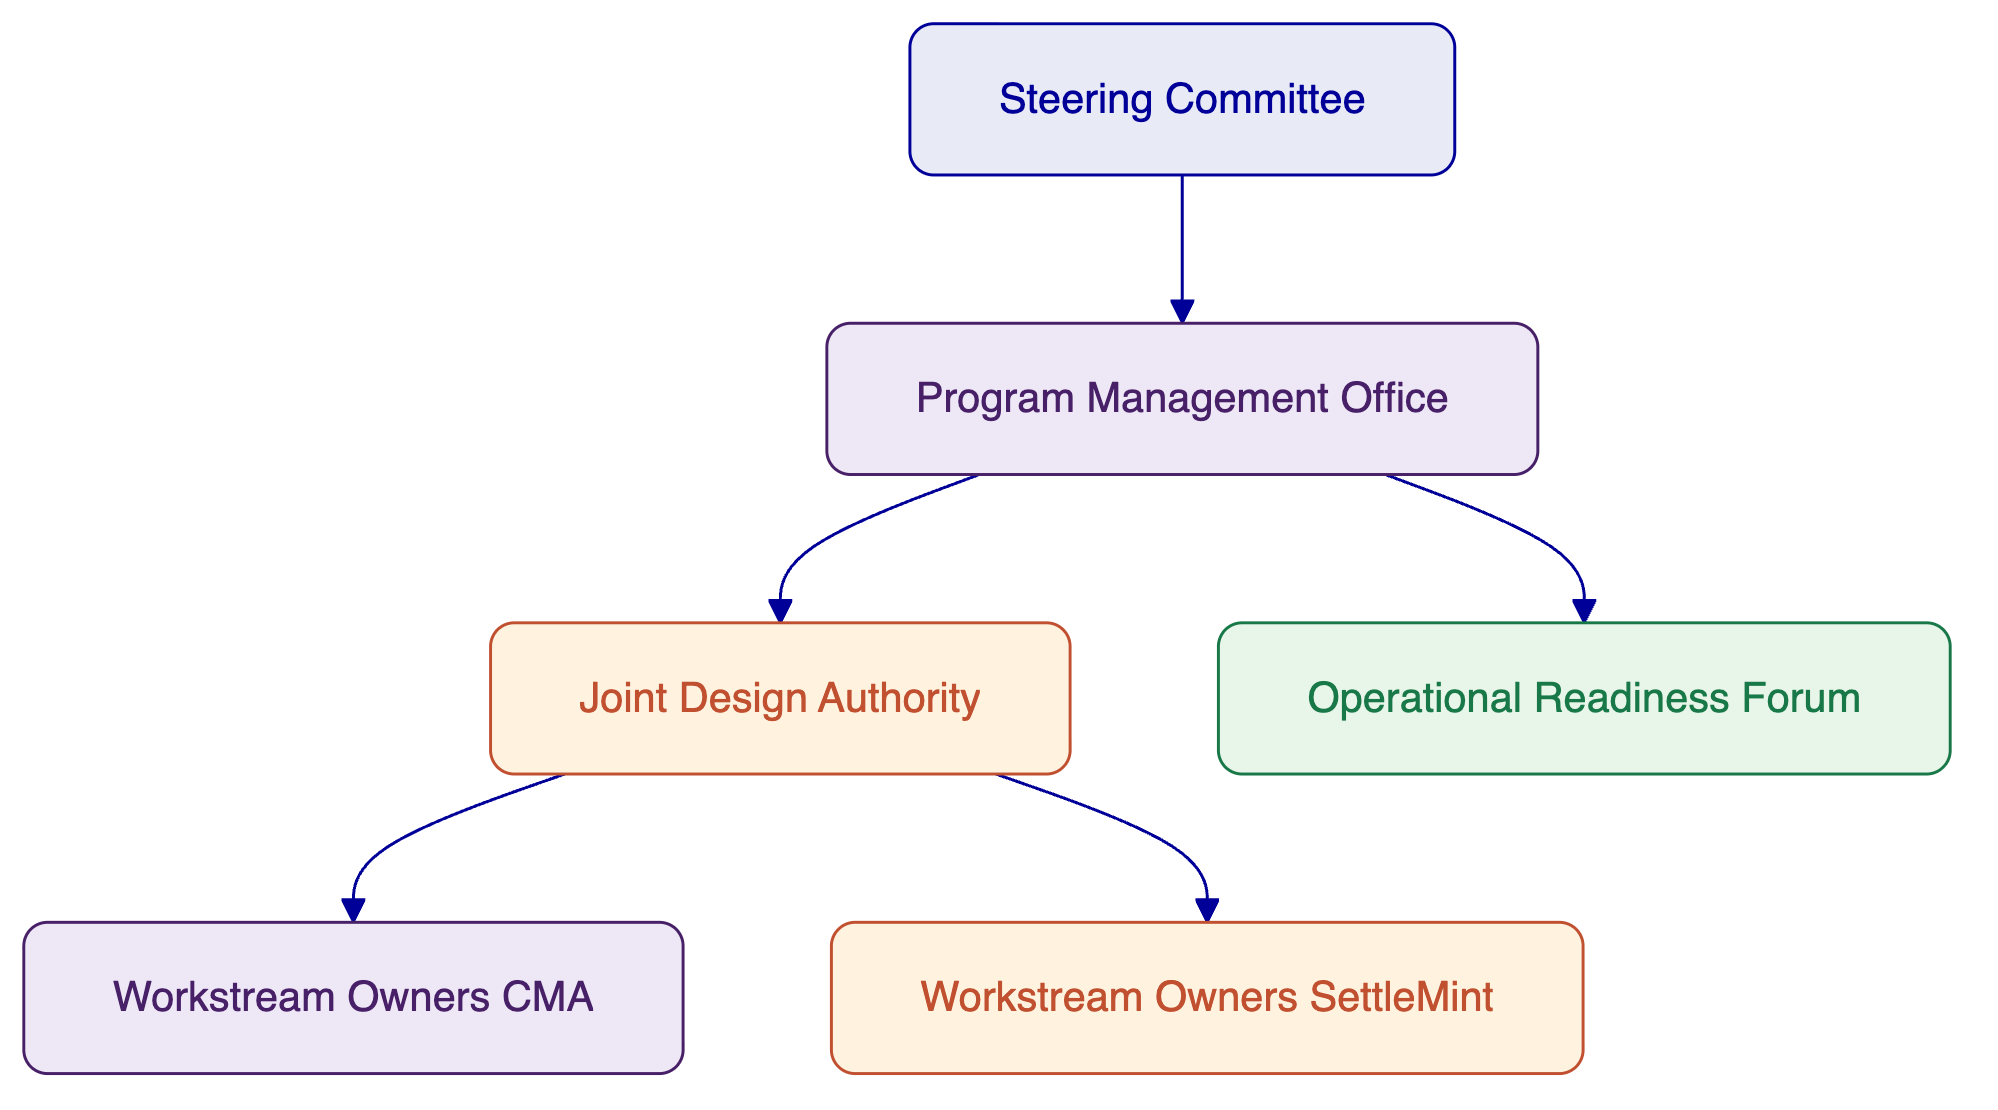 Steering Committee
Program Management Office
Joint Design Authority
Operational Readiness Forum
Workstream Owners CMA
Workstream Owners SettleMint